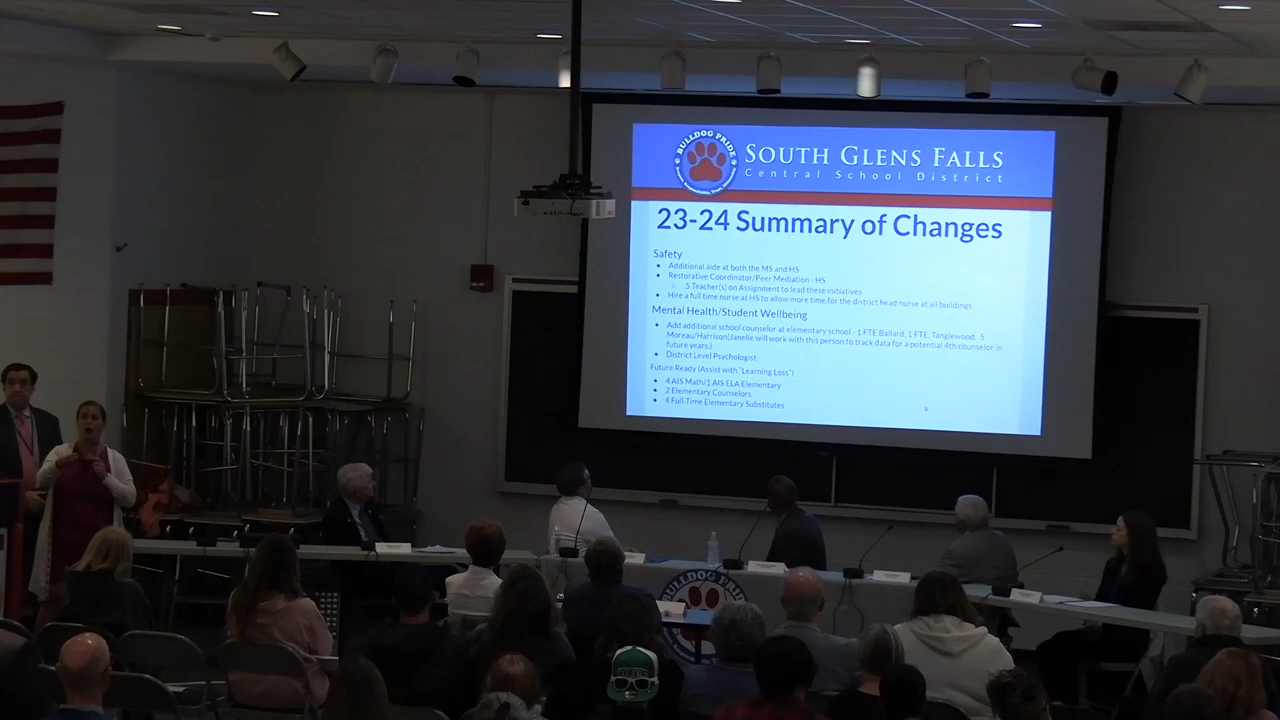 BULLDOG PRIDE
SOUTH GLENS FALLS
Central School District
23-24 Summary of Changes
Safety
● Additional aide at both the MS and HS
● Restorative Coordinator/Peer Mediation - HS
○ .5 Teacher(s) on Assignment to lead these initiatives
● Hire a full time nurse at HS to allow more time for the district head nurse at all buildings
Mental Health/Student Wellbeing
● Add additional school counselor at elementary school - 1 FTE Ballard, 1 FTE, Tanglewood, .5
Moreau/Harrison(Janelle will work with this person to track data for a potential 4th counselor in
future years.)
● District Level Psychologist
Future Ready (Assist with "Learning Loss")
● 4 AIS Math/1 AIS ELA Elementary
● 2 Elementary Counselors
● 4 Full-Time Elementary Substitutes
9
BULLDOG PRIDE